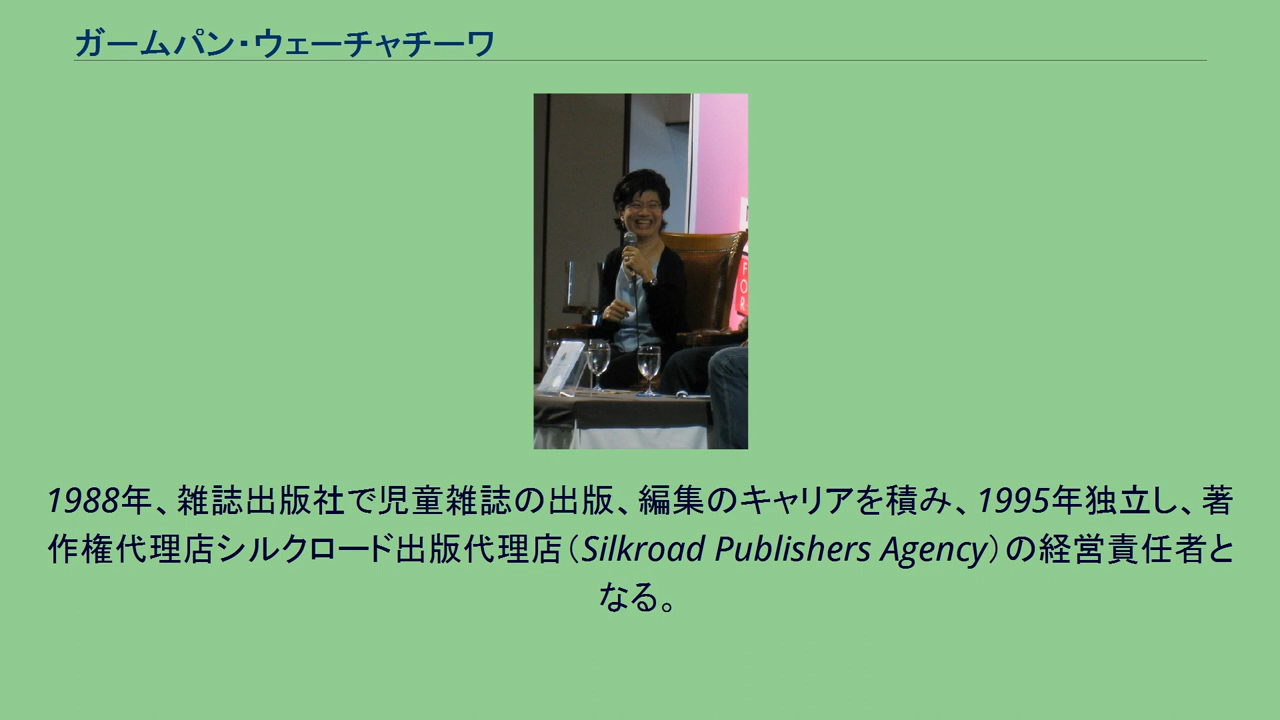 ガームパン・ウェーチャチーワ
FOR
1988年、雑誌出版社で児童雑誌の出版、編集のキャリアを積み、1995年独立し、著
作権代理店シルクロード出版代理店（Silkroad Publishers Agency）の経営責任者と
なる。